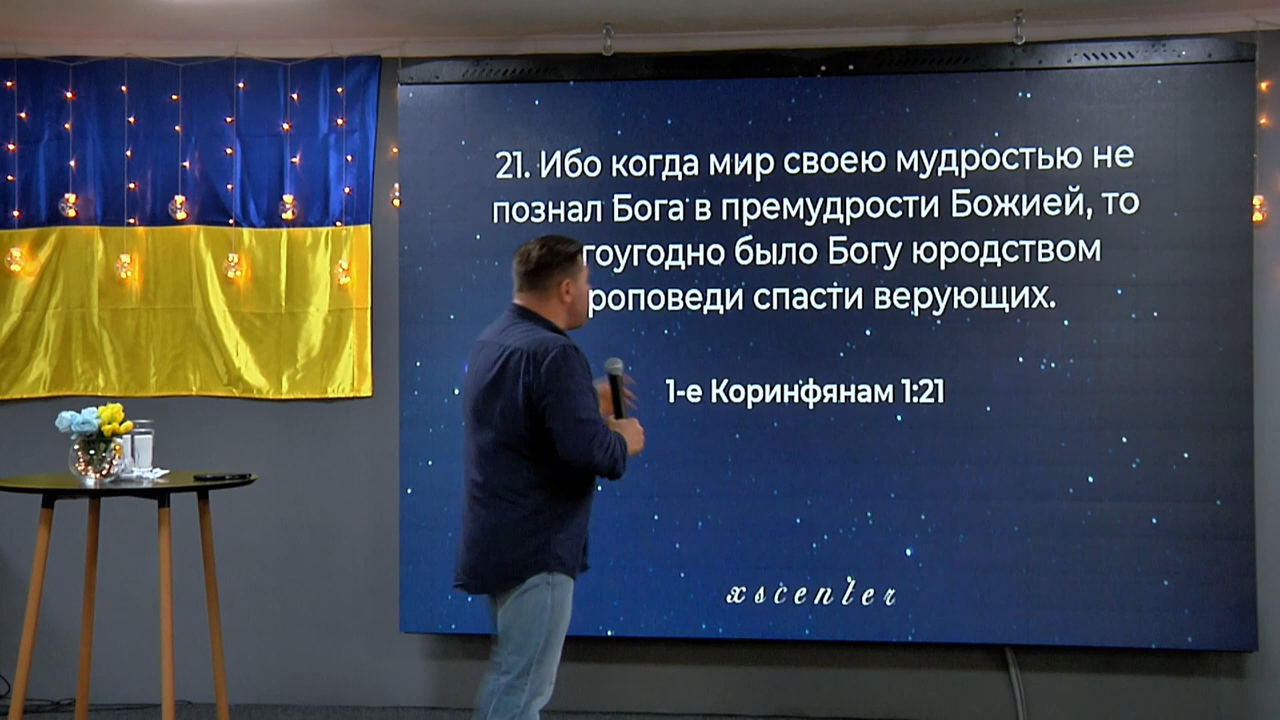 21. Ибо когда мир своею мудростью не
познал Бога в премудрости Божией, то
было Богу юродством
спасти верующих.
1-е Коринфянам 1:21
xscenter